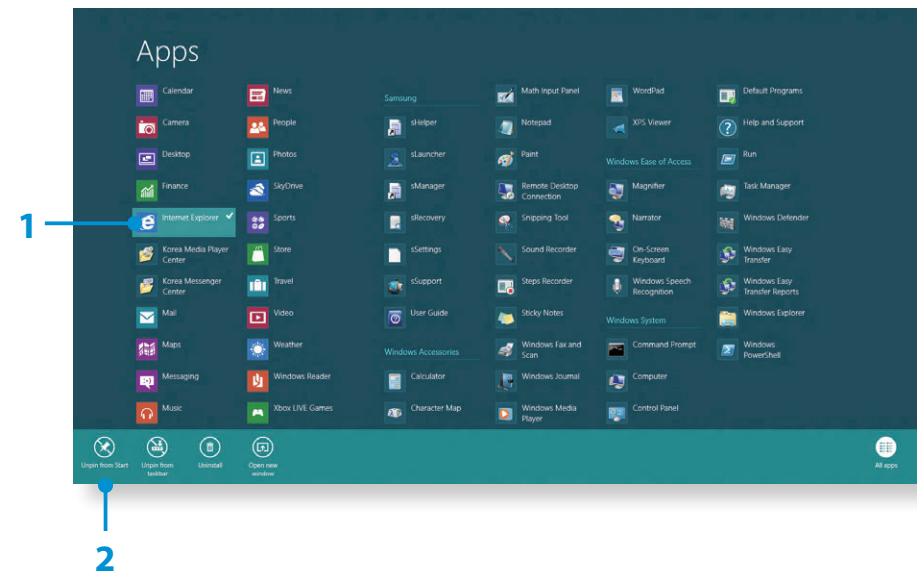 Apps
Calendar
Camera
Desktop
Finance
Internet Explorer
Korea Media Player
Center
Korea Messenger
Center
Mail
Maps
Messaging
Music
News
People
Photos
SkyDrive
Sports
Store
Travel
Video
Weather
Windows Reader
Xbox LIVE Games
Samsung
sHelper
sLauncher
sManager
sRecovery
sSettings
sSupport
User Guide
Windows Accessories
Calculator
Character Map
Math Input Panel
Notepad
Paint
Remote Desktop
Connection
Snipping Tool
Sound Recorder
Steps Recorder
Sticky Notes
Windows Fax and
Scan
Windows Journal
Windows Media
Player
WordPad
XPS Viewer
Windows Ease of Access
Magnifier
Narrator
On-Screen
Keyboard
Windows Speech
Recognition
Windows System
Command Prompt
Computer
Control Panel
Default Programs
Help and Support
Run
Task Manager
Windows Defender
Windows Easy
Transfer
Windows Easy
Transfer Reports
Windows Explorer
Windows
PowerShell
1
Unpin from Start
Unpin from
taskbar
Uninstall
Open new
window
All apps
2